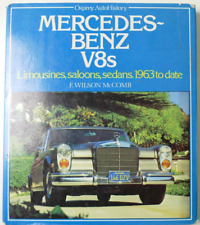 Osprey AutoHistory
MERCEDES~
BENZ
V8s
Limousines, saloons, sedans. 1963 to date
F. WILSON McCOMB